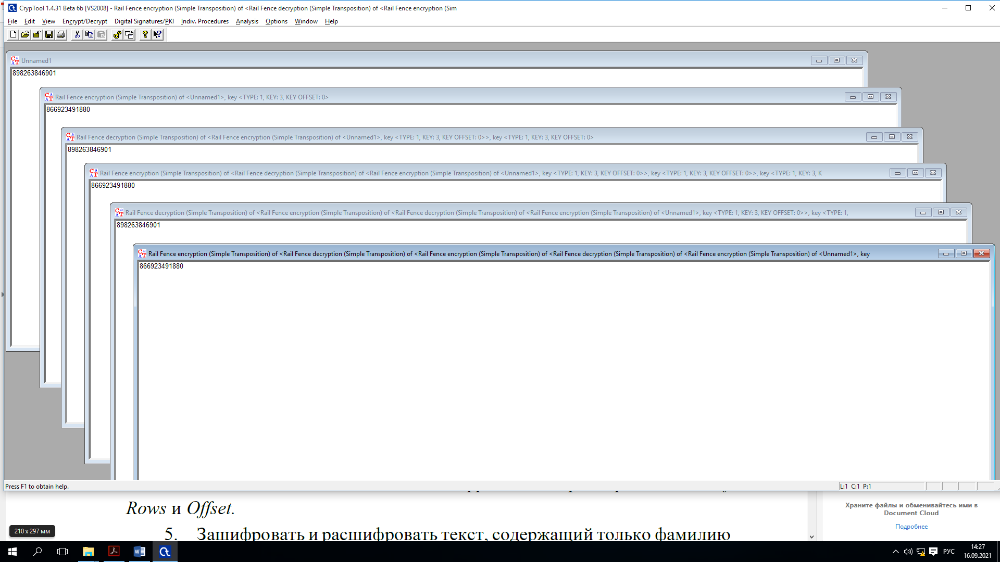 CrypTool 1.4.31 Beta 6b [VS2008] - Rail Fence encryption (Simple Transposition) of <Rail Fence decryption (Simple Transposition) of <Rail Fence encryption (Sim
File Edit View Encrypt/Decrypt Digital Signatures/PKI Indiv. Procedures Analysis Options Window Help
Unnamed1
898263846901
Rail Fence encryption (Simple Transposition) of <Unnamed1>, key <TYPE: 1, KEY: 3, KEY OFFSET: 0>
866923491880
Rail Fence decryption (Simple Transposition) of <Rail Fence encryption (Simple Transposition) of <Unnamed1>, key <TYPE: 1, KEY: 3, KEY OFFSET: 0>>, key <TYPE: 1, KEY: 3, KEY OFFSET: 0>
898263846901
Rail Fence encryption (Simple Transposition) of <Rail Fence decryption (Simple Transposition) of <Rail Fence encryption (Simple Transposition) of <Unnamed1>, key <TYPE: 1, KEY: 3, KEY OFFSET: 0>>, key <TYPE: 1, KEY: 3, KEY OFFSET: 0>>, key <TYPE: 1, KEY: 3, K
866923491880
Rail Fence decryption (Simple Transposition) of <Rail Fence encryption (Simple Transposition) of <Rail Fence decryption (Simple Transposition) of <Rail Fence encryption (Simple Transposition) of <Unnamed1>, key <TYPE: 1, KEY: 3, KEY OFFSET: 0>>, key <TYPE: 1,
898263846901
Rail Fence encryption (Simple Transposition) of <Rail Fence decryption (Simple Transposition) of <Rail Fence encryption (Simple Transposition) of <Rail Fence decryption (Simple Transposition) of <Rail Fence encryption (Simple Transposition) of <Unnamed1>, key
866923491880
Press F1 to obtain help.
L:1 C:1 P:1
Rows и Offset.
5. Зашифровать и расшифровать текст, содержащий только фамилию
210 x 297 мм
Храните файлы и обменивайтесь ими в
Document Cloud
Подробнее
РУС
14:27
16.09.2021